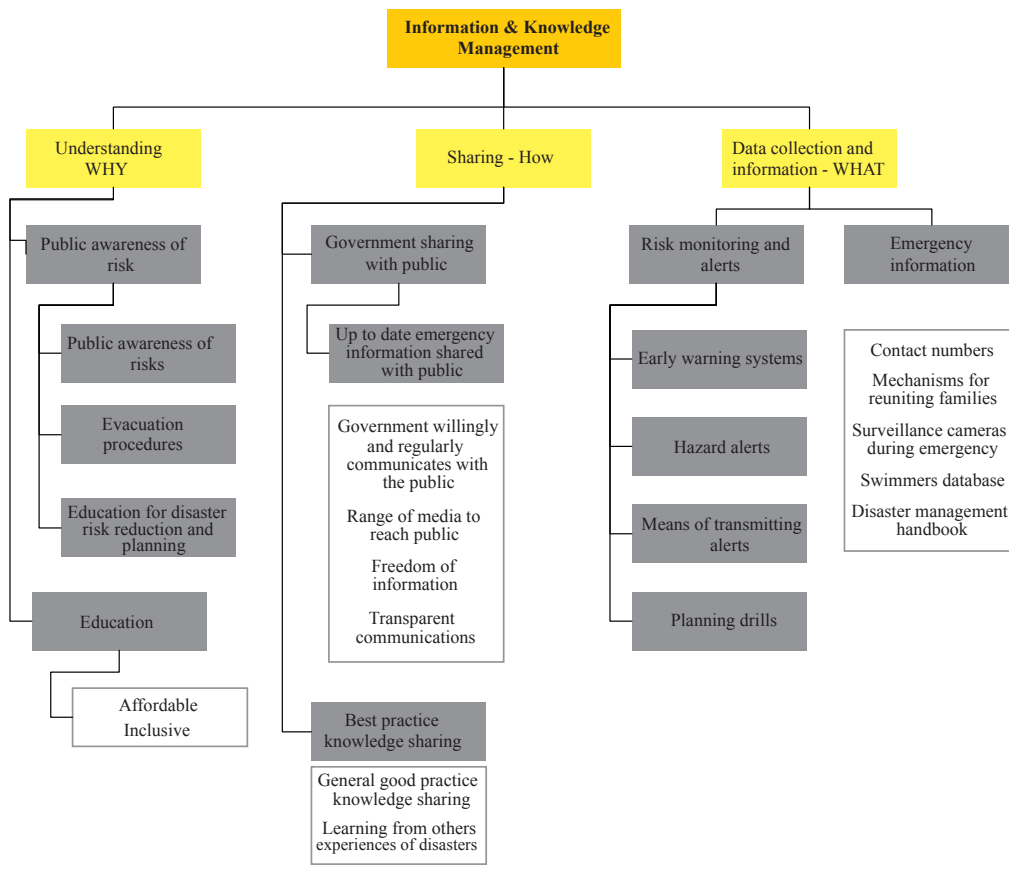 Information & Knowledge
Management
Understanding
WHY
Public awareness of
risk
Public awareness of
risks
Evacuation
procedures
Education for disaster
risk reduction and
planning
Education
Affordable
Inclusive
Sharing - How
Government sharing
with public
Up to date emergency
information shared
with public
Government willingly
and regularly
communicates with
the public
Range of media to
reach public
Freedom of
information
Transparent
communications
Best practice
knowledge sharing
General good practice
knowledge sharing
Learning from others
experiences of disasters
Data collection and
information - WHAT
Risk monitoring and
alerts
Early warning systems
Hazard alerts
Means of transmitting
alerts
Planning drills
Emergency
information
Contact numbers
Mechanisms for
reuniting families
Surveillance cameras
during emergency
Swimmers database
Disaster management
handbook